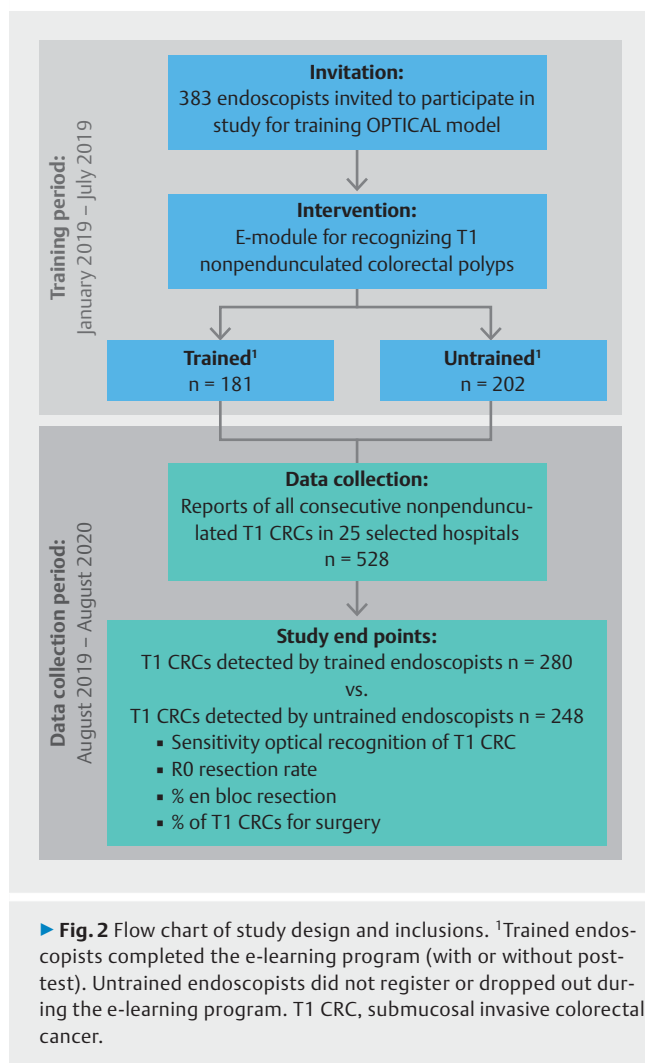 Training period:
January 2019 – July 2019
Invitation:
383 endoscopists invited to participate in
study for training OPTICAL model
Intervention:
E-module for recognizing T1
nonpendunculated colorectal polyps
Trained¹
n = 181
Untrained¹
n = 202
Data collection period:
August 2019 – August 2020
Data collection:
Reports of all consecutive nonpenduncu-
lated T1 CRCs in 25 selected hospitals
n = 528
Study end points:
T1 CRCs detected by trained endoscopists n = 280
vs.
T1 CRCs detected by untrained endoscopists n = 248
▪ Sensitivity optical recognition of T1 CRC
▪ R0 resection rate
▪ % en bloc resection
▪ % of T1 CRCs for surgery
▶ Fig. 2 Flow chart of study design and inclusions. ¹Trained endos-
copists completed the e-learning program (with or without post-
test). Untrained endoscopists did not register or dropped out dur-
ing the e-learning program. T1 CRC, submucosal invasive colorectal
cancer.